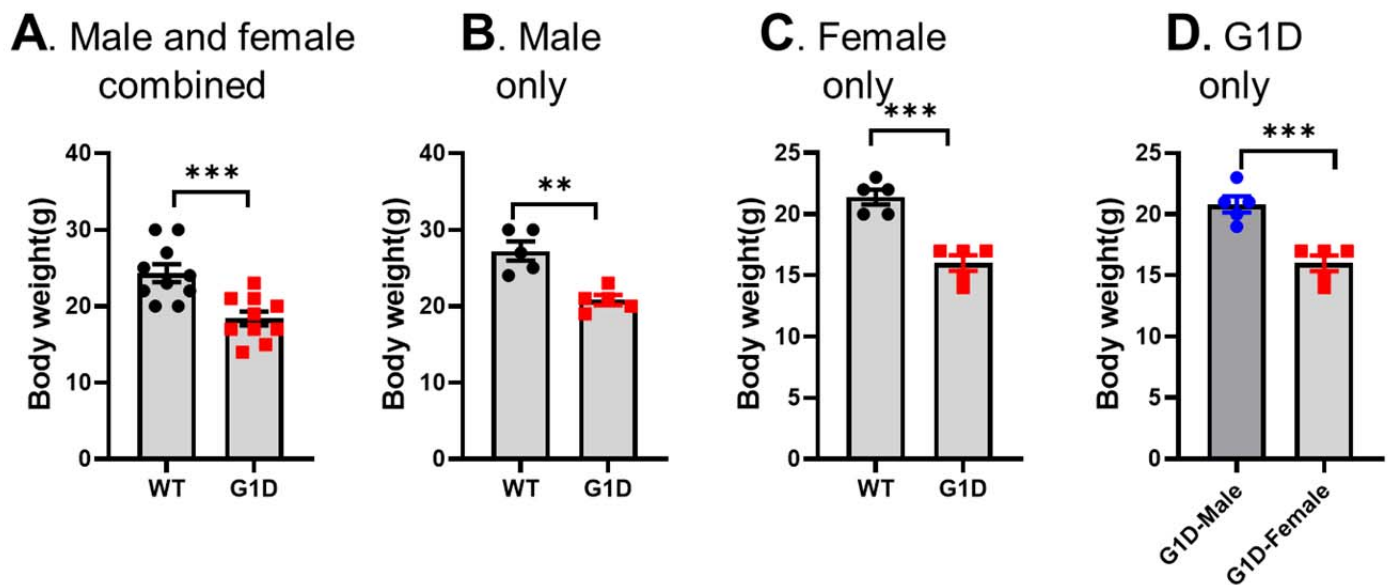 A. Male and female
combined
***
40
30
20
10
0
Body weight(g)
WT G1D
B. Male
only
**
40
30
20
10
0
Body weight(g)
WT G1D
C. Female
only
***
25
20
15
10
5
0
Body weight(g)
WT G1D
D. G1D
only
***
25
20
15
10
5
0
Body weight(g)
G1D-Male
G1D-Female